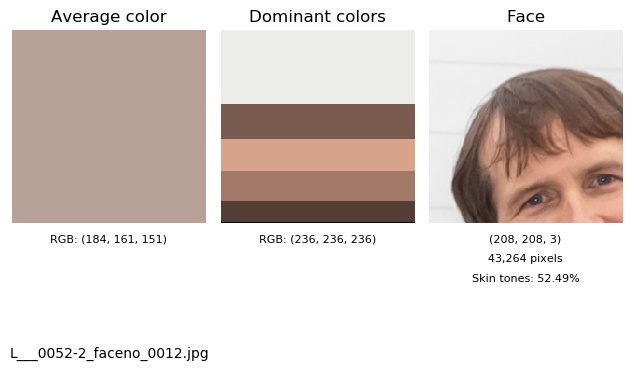 Average color
Dominant colors
Face
RGB: (184, 161, 151)
RGB: (236, 236, 236)
(208, 208, 3)
43,264 pixels
Skin tones: 52.49%
L___0052-2_faceno_0012.jpg